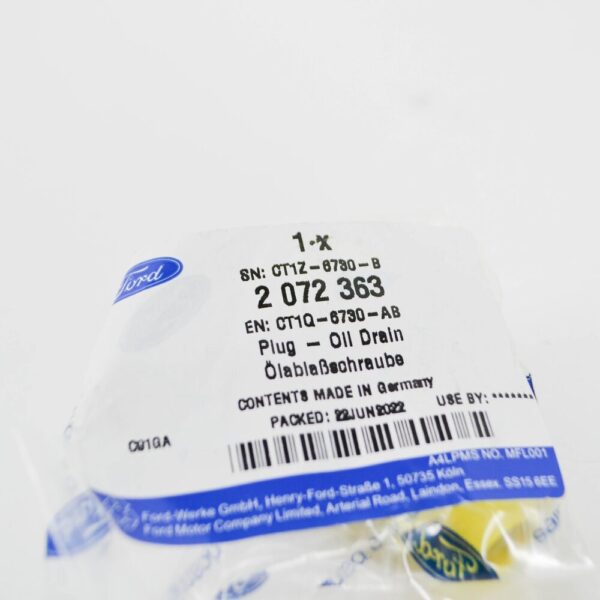 1·x
Ford
SN: CT1Z-6730-B
2 072 363
EN: CT1Q-6730-AB
Plug - Oil Drain
Ölablaßschraube
CONTENTS MADE IN Germany
PACKED: 22JUN2022 USE BY: *******
C91GA
A4LPMS NO. MFL001
Ford-Werke GmbH, Henry-Ford-Straße 1, 50735 Köln
Ford Motor Company Limited, Arterial Road, Laindon, Essex. SS15 6EE
Ford